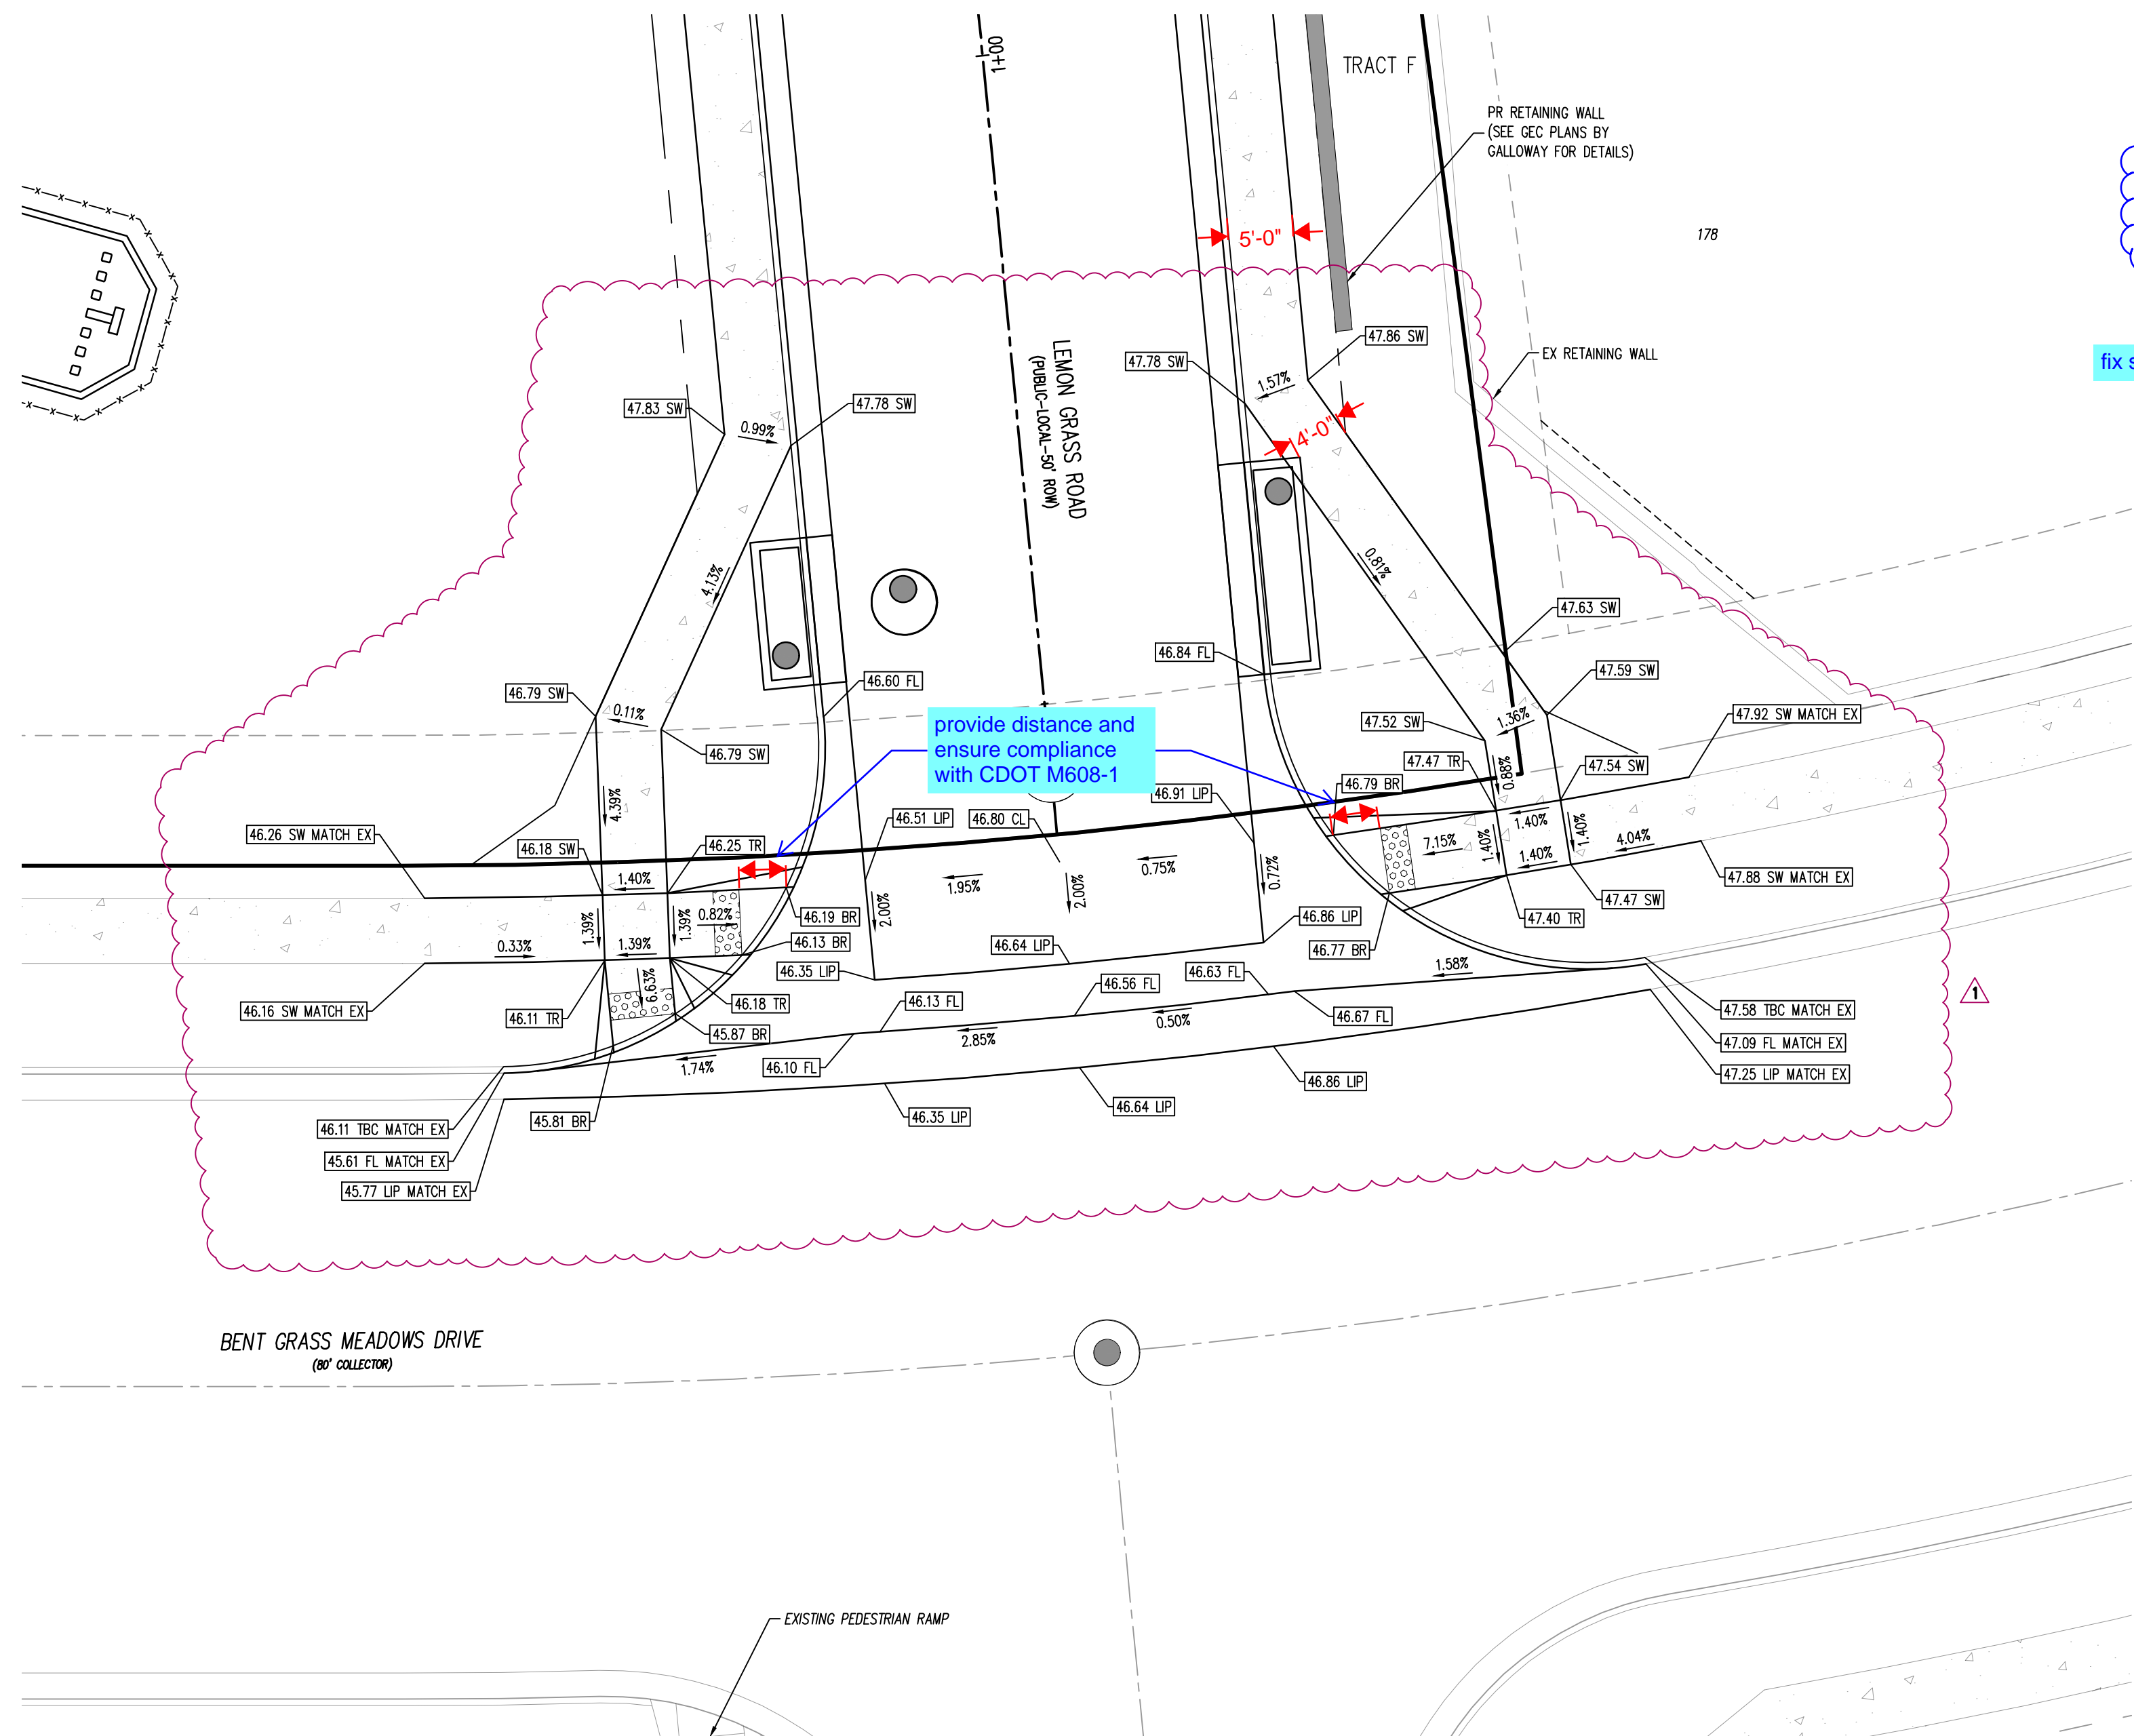 1+00
TRACT F
PR RETAINING WALL
(SEE GEC PLANS BY
GALLOWAY FOR DETAILS)
178
5'-0"
EX RETAINING WALL
fix s
47.86 SW
47.78 SW
1.57%
LEMON GRASS ROAD
(PUBLIC-LOCAL-50' ROW)
47.83 SW
47.78 SW
0.99%
4'-0"
4.13%
0.81%
47.63 SW
46.84 FL
47.59 SW
46.60 FL
46.79 SW
0.11%
47.52 SW
1.36%
47.92 SW MATCH EX
provide distance and
ensure compliance
with CDOT M608-1
46.79 SW
47.47 TR
0.88%
47.54 SW
46.79 BR
46.91 LIP
4.39%
46.51 LIP
46.80 CL
46.26 SW MATCH EX
46.18 SW
46.25 TR
1.40%
7.15%
1.40%
1.40%
1.40%
4.04%
1.40%
0.75%
0.72%
1.95%
2.00%
2.00%
47.88 SW MATCH EX
47.47 SW
0.82%
46.19 BR
1.39%
1.39%
1.39%
0.33%
46.86 LIP
47.40 TR
46.13 BR
46.64 LIP
46.77 BR
46.35 LIP
46.63 FL
1.58%
6.63%
46.56 FL
46.16 SW MATCH EX
46.11 TR
46.18 TR
46.13 FL
1
47.58 TBC MATCH EX
46.67 FL
0.50%
45.87 BR
2.85%
47.09 FL MATCH EX
46.10 FL
1.74%
47.25 LIP MATCH EX
46.86 LIP
46.64 LIP
46.35 LIP
45.81 BR
46.11 TBC MATCH EX
45.61 FL MATCH EX
45.77 LIP MATCH EX
BENT GRASS MEADOWS DRIVE
(80' COLLECTOR)
EXISTING PEDESTRIAN RAMP